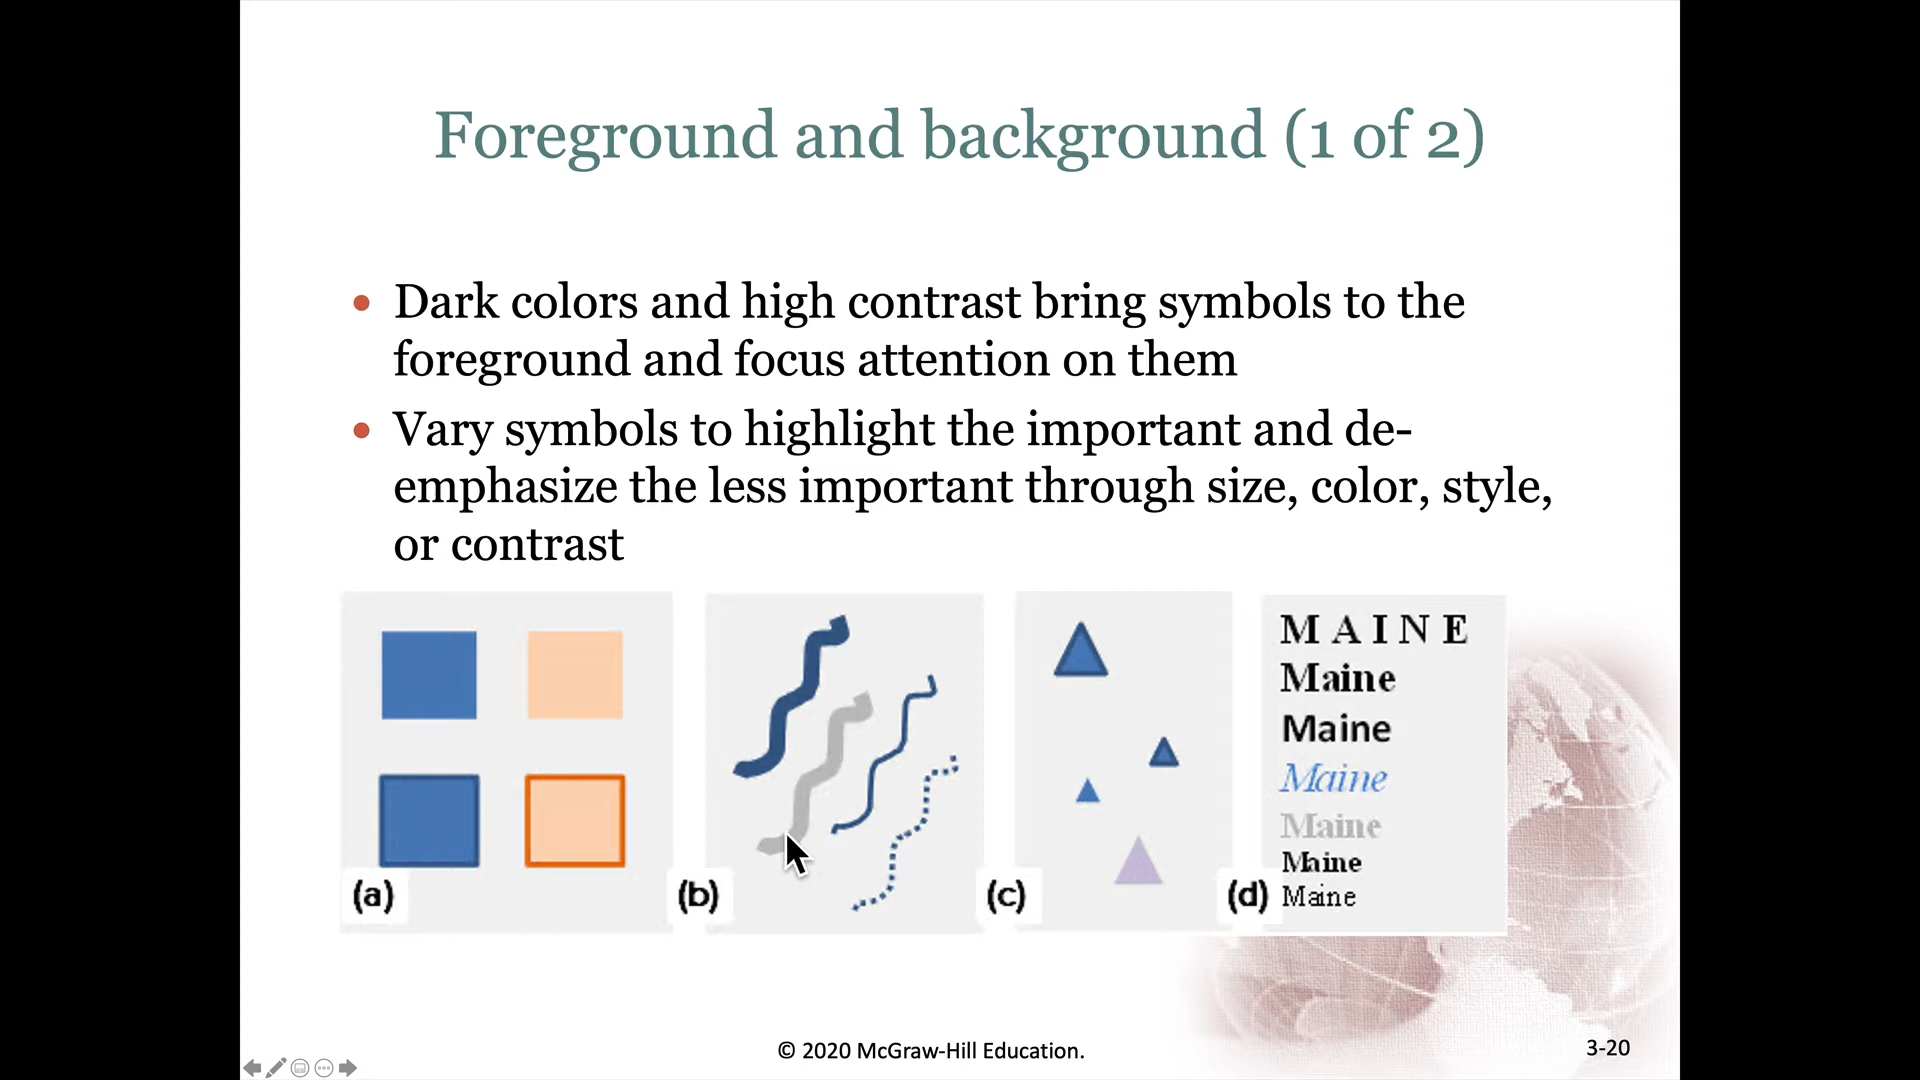 Foreground and background (1 of 2)
• Dark colors and high contrast bring symbols to the
foreground and focus attention on them
• Vary symbols to highlight the important and de-
emphasize the less important through size, color, style,
or contrast
(a)
(b)
(c)
(d)
M A I N E
Maine
Maine
Maine
Maine
Maine
Maine
© 2020 McGraw-Hill Education.
3-20